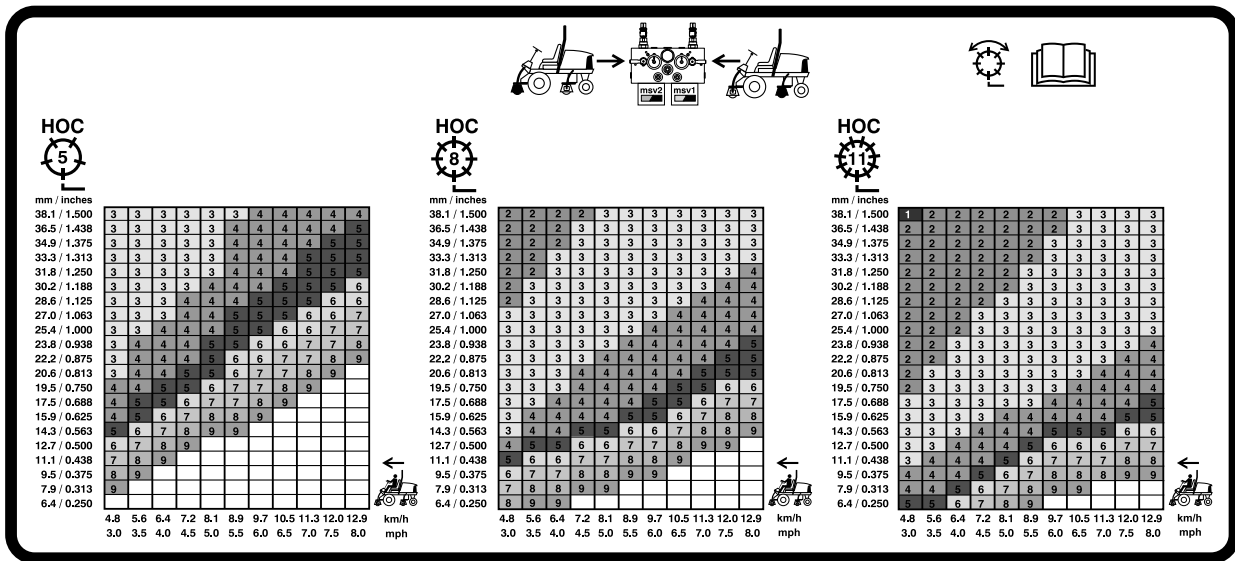 msv2 msv1
HOC
5
mm / inches
38.1 / 1.500 3 3 3 3 3 3 4 4 4 4 4
36.5 / 1.438 3 3 3 3 3 4 4 4 4 4 5
34.9 / 1.375 3 3 3 3 3 4 4 4 4 5 5
33.3 / 1.313 3 3 3 3 3 4 4 4 5 5 5
31.8 / 1.250 3 3 3 3 3 4 4 4 5 5 5
30.2 / 1.188 3 3 3 3 4 4 4 5 5 5 6
28.6 / 1.125 3 3 3 4 4 4 5 5 5 6 6
27.0 / 1.063 3 3 3 4 4 5 5 5 6 6 7
25.4 / 1.000 3 3 4 4 4 5 5 6 6 7 7
23.8 / 0.938 3 4 4 4 5 5 6 6 7 7 8
22.2 / 0.875 3 4 4 4 5 6 6 7 7 8 9
20.6 / 0.813 3 4 4 5 5 6 7 7 8 9
19.5 / 0.750 4 4 5 5 6 7 7 8 9
17.5 / 0.688 4 5 5 6 7 7 8 9
15.9 / 0.625 4 5 6 7 8 8 9
14.3 / 0.563 5 6 7 8 9 9
12.7 / 0.500 6 7 8 9
11.1 / 0.438 7 8 9
9.5 / 0.375 8 9
7.9 / 0.313 9
6.4 / 0.250
4.8 5.6 6.4 7.2 8.1 8.9 9.7 10.5 11.3 12.0 12.9 km/h
3.0 3.5 4.0 4.5 5.0 5.5 6.0 6.5 7.0 7.5 8.0 mph
HOC
8
mm / inches
38.1 / 1.500 2 2 2 2 3 3 3 3 3 3 3
36.5 / 1.438 2 2 2 3 3 3 3 3 3 3 3
34.9 / 1.375 2 2 2 3 3 3 3 3 3 3 3
33.3 / 1.313 2 2 3 3 3 3 3 3 3 3 3
31.8 / 1.250 2 2 3 3 3 3 3 3 3 3 4
30.2 / 1.188 2 3 3 3 3 3 3 3 3 4 4
28.6 / 1.125 2 3 3 3 3 3 3 3 4 4 4
27.0 / 1.063 3 3 3 3 3 3 3 4 4 4 4
25.4 / 1.000 3 3 3 3 3 3 4 4 4 4 4
23.8 / 0.938 3 3 3 3 3 3 4 4 4 4 5
22.2 / 0.875 3 3 3 3 4 4 4 4 4 5 5
20.6 / 0.813 3 3 3 4 4 4 4 4 5 5 5
19.5 / 0.750 3 3 3 4 4 4 4 5 5 6 6
17.5 / 0.688 3 3 3 4 4 4 5 5 6 7 7
15.9 / 0.625 3 4 4 4 4 5 5 6 7 7 8
14.3 / 0.563 3 4 4 5 5 6 6 7 7 8 8
12.7 / 0.500 4 5 5 6 6 7 7 8 9 9
11.1 / 0.438 5 6 6 7 7 8 8 9
9.5 / 0.375 6 7 7 8 8 9 9
7.9 / 0.313 7 8 8 9 9
6.4 / 0.250 8 9 9
4.8 5.6 6.4 7.2 8.1 8.9 9.7 10.5 11.3 12.0 12.9 km/h
3.0 3.5 4.0 4.5 5.0 5.5 6.0 6.5 7.0 7.5 8.0 mph
HOC
11
mm / inches
38.1 / 1.500 1 2 2 2 2 2 2 3 3 3 3
36.5 / 1.438 2 2 2 2 2 2 2 3 3 3 3
34.9 / 1.375 2 2 2 2 2 2 3 3 3 3 3
33.3 / 1.313 2 2 2 2 2 2 3 3 3 3 3
31.8 / 1.250 2 2 2 2 2 3 3 3 3 3 3
30.2 / 1.188 2 2 2 2 2 3 3 3 3 3 3
28.6 / 1.125 2 2 2 2 3 3 3 3 3 3 3
27.0 / 1.063 2 2 2 3 3 3 3 3 3 3 3
25.4 / 1.000 2 2 2 3 3 3 3 3 3 3 3
23.8 / 0.938 2 2 3 3 3 3 3 3 3 3 4
22.2 / 0.875 2 2 3 3 3 3 3 3 3 4 4
20.6 / 0.813 2 3 3 3 3 3 3 3 4 4 4
19.5 / 0.750 2 3 3 3 3 3 3 4 4 4 4
17.5 / 0.688 3 3 3 3 3 3 4 4 4 4 5
15.9 / 0.625 3 3 3 3 4 4 4 4 4 5 5
14.3 / 0.563 3 3 3 4 4 4 5 5 5 6 6
12.7 / 0.500 3 3 4 4 4 5 6 6 6 7 7
11.1 / 0.438 3 4 4 4 5 6 6 7 7 8 8
9.5 / 0.375 4 4 4 5 6 7 7 8 8 9 9
7.9 / 0.313 4 4 5 6 7 8 9 9
6.4 / 0.250 5 5 6 7 8 9
4.8 5.6 6.4 7.2 8.1 8.9 9.7 10.5 11.3 12.0 12.9 km/h
3.0 3.5 4.0 4.5 5.0 5.5 6.0 6.5 7.0 7.5 8.0 mph